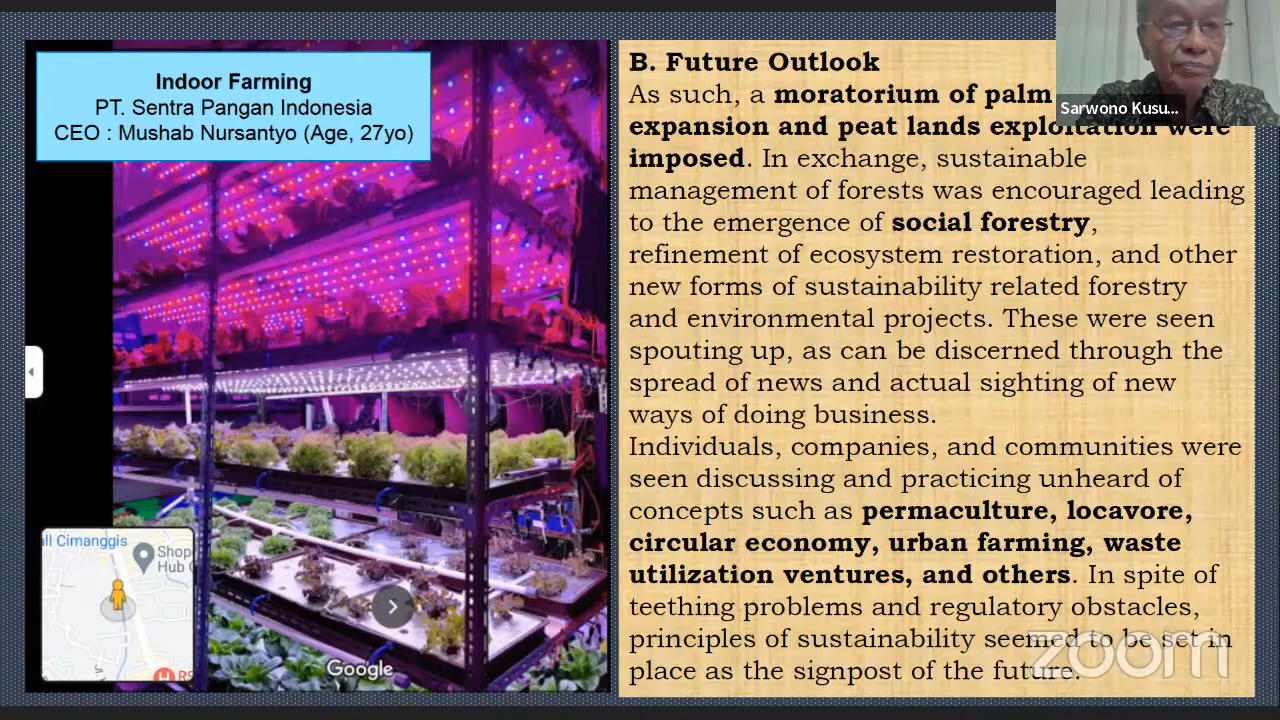 Indoor Farming
PT. Sentra Pangan Indonesia
CEO : Mushab Nursantyo (Age, 27yo)
ll Cimanggis
Shop
Hub
RS
Google
B. Future Outlook
As such, a moratorium of palm
expansion and peat lands exploitation were
imposed. In exchange, sustainable
management of forests was encouraged leading
to the emergence of social forestry,
refinement of ecosystem restoration, and other
new forms of sustainability related forestry
and environmental projects. These were seen
spouting up, as can be discerned through the
spread of news and actual sighting of new
ways of doing business.
Individuals, companies, and communities were
seen discussing and practicing unheard of
concepts such as permaculture, locavore,
circular economy, urban farming, waste
utilization ventures, and others. In spite of
teething problems and regulatory obstacles,
principles of sustainability seemed to be set in
place as the signpost of the future.
Sarwono Kusu...
zoom